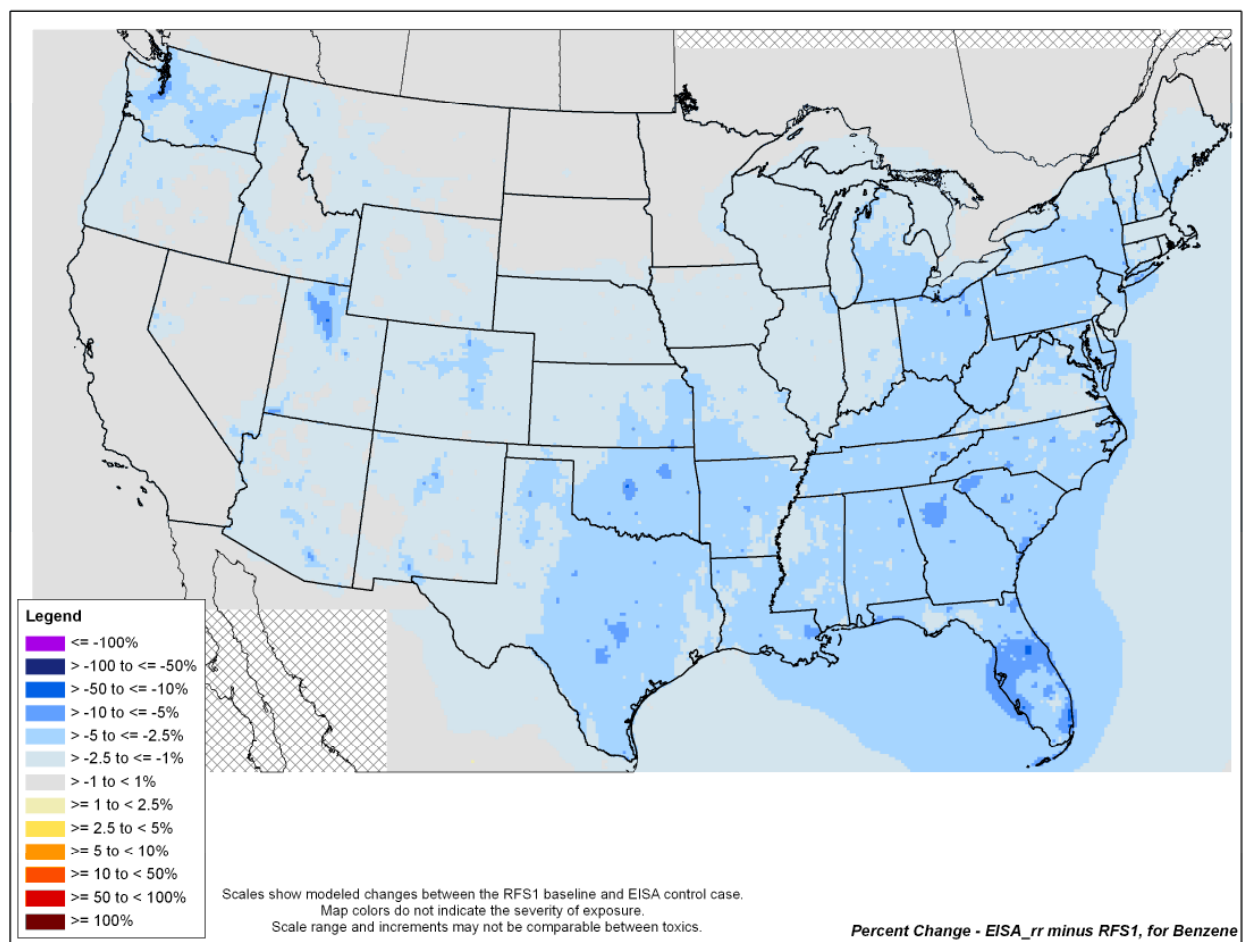 Legend
<= -100%
> -100 to <= -50%
> -50 to <= -10%
> -10 to <= -5%
> -5 to <= -2.5%
> -2.5 to <= -1%
> -1 to < 1%
>= 1 to < 2.5%
>= 2.5 to < 5%
>= 5 to < 10%
>= 10 to < 50%
>= 50 to < 100%
>= 100%
Scales show modeled changes between the RFS1 baseline and EISA control case.
Map colors do not indicate the severity of exposure.
Scale range and increments may not be comparable between toxics.
Percent Change - EISA_rr minus RFS1, for Benzene